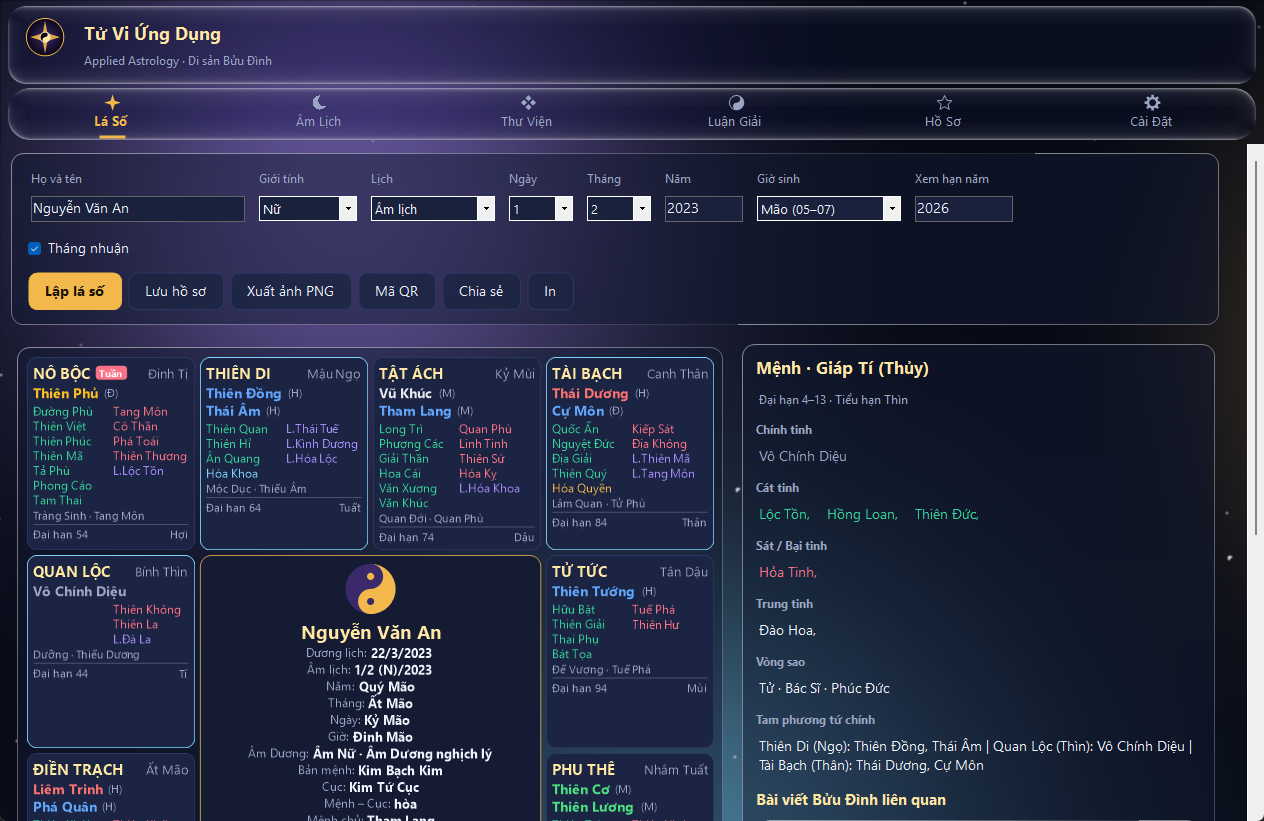 Tử Vi Ứng Dụng
Applied Astrology · Di sản Bửu Đình
Lá Số
Âm Lịch
Thư Viện
Luận Giải
Hồ Sơ
Cài Đặt
Họ và tên
Giới tính
Lịch
Ngày
Tháng
Năm
Giờ sinh
Xem hạn năm
Nguyễn Văn An
Nữ
Âm lịch
1
2
2023
Mão (05–07)
2026
Tháng nhuận
Lập lá số
Lưu hồ sơ
Xuất ảnh PNG
Mã QR
Chia sẻ
In
NÔ BỘC Tuần Đinh Tị
Thiên Phủ (Đ)
Đường Phù Tang Môn
Thiên Việt Cô Thần
Thiên Phúc Phá Toái
Thiên Mã Thiên Thương
Tả Phù L.Lộc Tồn
Phong Cáo
Tam Thai
Tràng Sinh · Tang Môn
Đại hạn 54 Hợi
THIÊN DI Mậu Ngọ
Thiên Đồng (H)
Thái Âm (H)
Thiên Quan L.Thái Tuế
Thiên Hỉ L.Kình Dương
Ân Quang L.Hóa Lộc
Hóa Khoa
Mộc Dục · Thiếu Âm
Đại hạn 64 Tuất
TẬT ÁCH Kỷ Mùi
Vũ Khúc (M)
Tham Lang (M)
Long Trì Quan Phù
Phượng Các Linh Tinh
Giải Thần Thiên Sứ
Hoa Cái Hóa Kỵ
Văn Xương L.Hóa Khoa
Văn Khúc
Quan Đới · Quan Phù
Đại hạn 74 Dậu
TÀI BẠCH Canh Thân
Thái Dương (H)
Cự Môn (Đ)
Quốc Ấn Kiếp Sát
Nguyệt Đức Địa Không
Địa Giải L.Thiên Mã
Thiên Quý L.Tang Môn
Hóa Quyền
Lâm Quan · Tử Phù
Đại hạn 84 Thân
QUAN LỘC Bính Thìn
Vô Chính Diệu
Thiên Không
Thiên La
L.Đà La
Dưỡng · Thiếu Dương
Đại hạn 44 Tí
Nguyễn Văn An
Dương lịch: 22/3/2023
Âm lịch: 1/2 (N)/2023
Năm: Quý Mão
Tháng: Ất Mão
Ngày: Kỷ Mão
Giờ: Đinh Mão
Âm Dương: Âm Nữ · Âm Dương nghịch lý
Bản mệnh: Kim Bạch Kim
Cục: Kim Tứ Cục
Mệnh – Cục: hòa
Mệnh chủ: Tham Lang
TỬ TỨC Tân Dậu
Thiên Tướng (H)
Hữu Bật Tuế Phá
Thiên Giải Thiên Hư
Thai Phụ
Bát Tọa
Đế Vượng · Tuế Phá
Đại hạn 94 Mùi
ĐIỀN TRẠCH Ất Mão
Liêm Trinh (H)
Phá Quân (H)
PHU THÊ Nhâm Tuất
Thiên Cơ (M)
Thiên Lương (M)
Mệnh · Giáp Tí (Thủy)
Đại hạn 4–13 · Tiểu hạn Thìn
Chính tinh
Vô Chính Diệu
Cát tinh
Lộc Tồn, Hồng Loan, Thiên Đức,
Sát / Bại tinh
Hỏa Tinh,
Trung tinh
Đào Hoa,
Vòng sao
Tử · Bác Sĩ · Phúc Đức
Tam phương tứ chính
Thiên Di (Ngọ): Thiên Đồng, Thái Âm | Quan Lộc (Thìn): Vô Chính Diệu |
Tài Bạch (Thân): Thái Dương, Cự Môn
Bài viết Bửu Đình liên quan